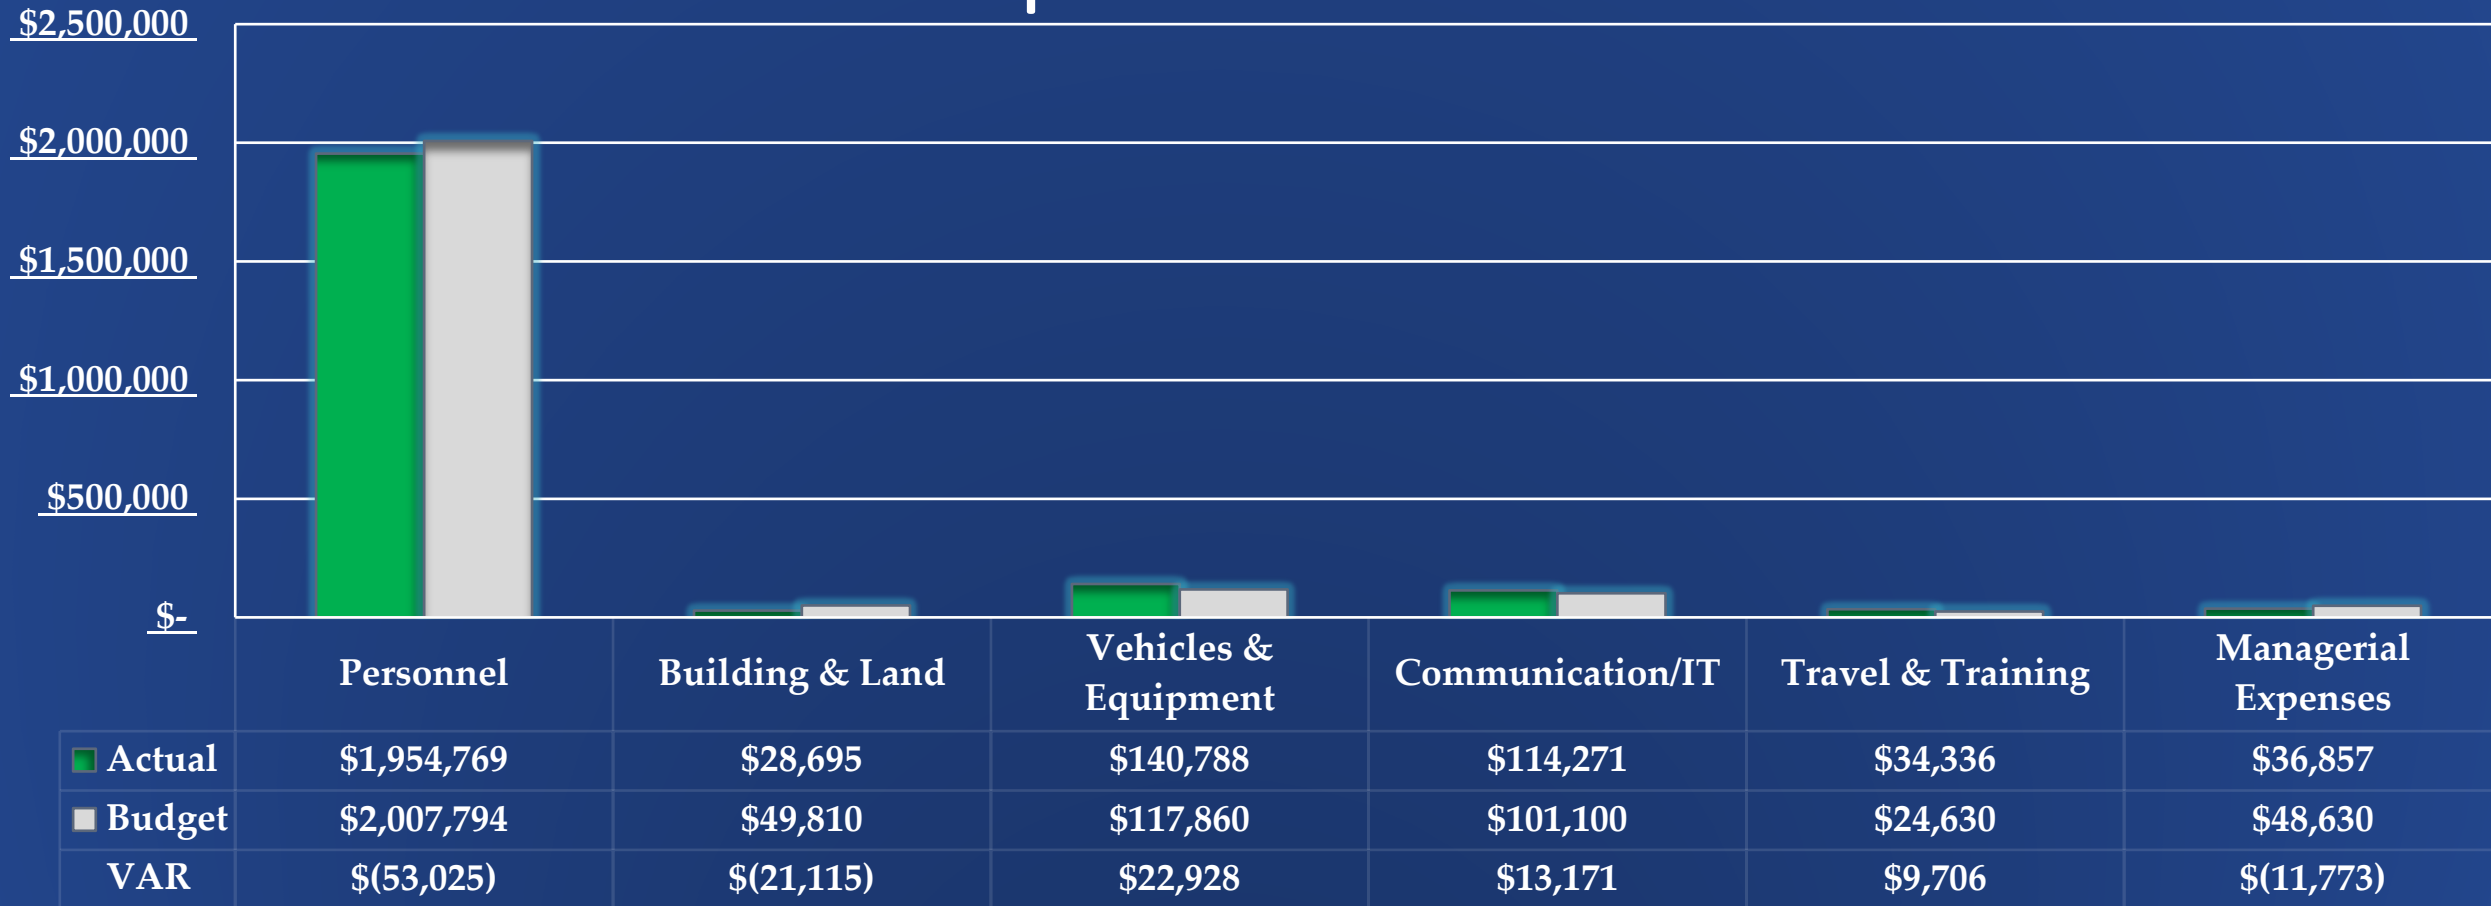 $2,500,000
$2,000,000
$1,500,000
$1,000,000
$500,000
$-
Personnel Building & Land Vehicles & Equipment Communication/IT Travel & Training Managerial Expenses
Actual $1,954,769 $28,695 $140,788 $114,271 $34,336 $36,857
Budget $2,007,794 $49,810 $117,860 $101,100 $24,630 $48,630
VAR $(53,025) $(21,115) $22,928 $13,171 $9,706 $(11,773)